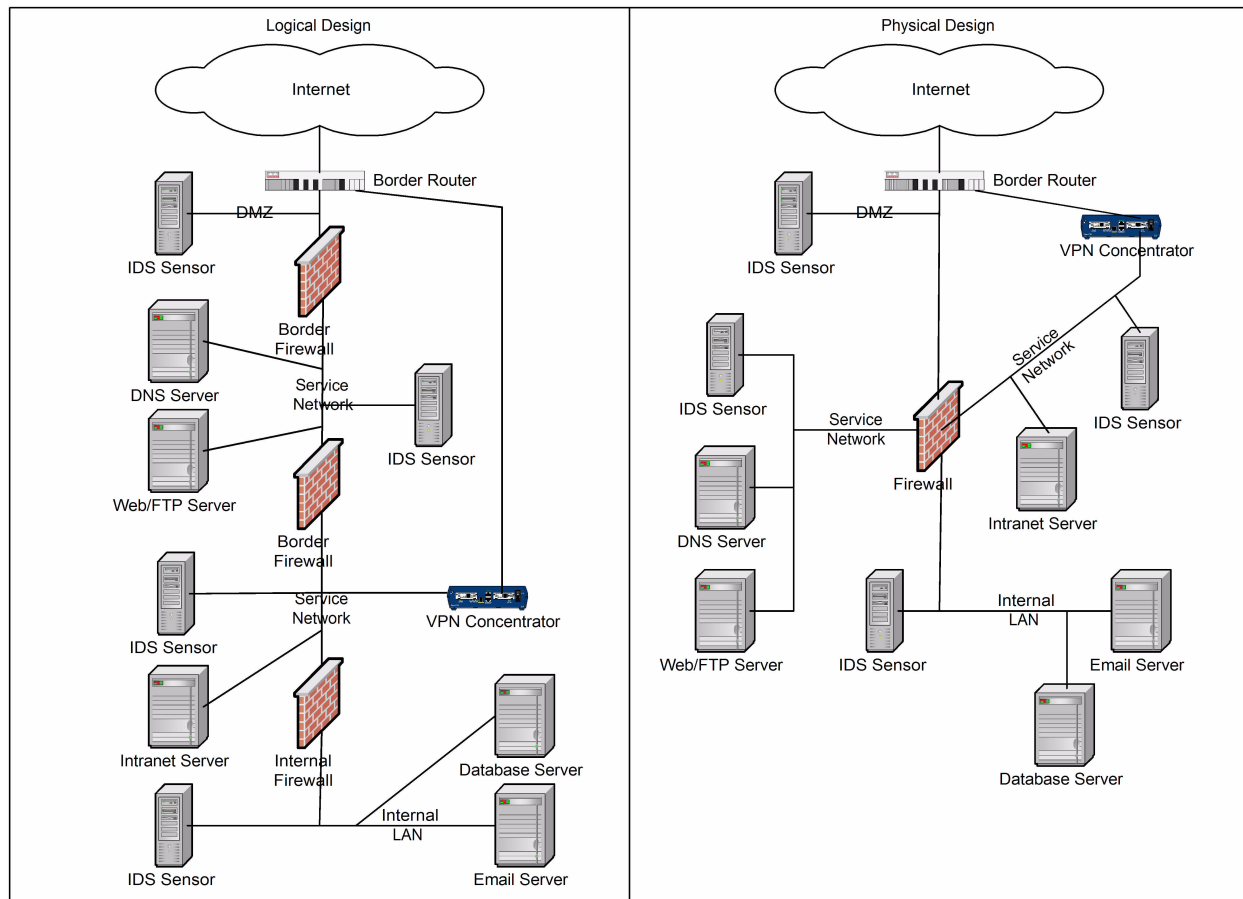 Logical Design
Internet
Border Router
DMZ
IDS Sensor
Border
Firewall
DNS Server
Service
Network
IDS Sensor
Web/FTP Server
Border
Firewall
Service
Network
VPN Concentrator
IDS Sensor
Intranet Server
Internal
Firewall
Database Server
Internal
LAN
IDS Sensor
Email Server
Physical Design
Internet
Border Router
DMZ
IDS Sensor
VPN Concentrator
Service
Network
IDS Sensor
IDS Sensor
Service
Network
Firewall
Intranet Server
DNS Server
Internal
LAN
Web/FTP Server
IDS Sensor
Email Server
Database Server